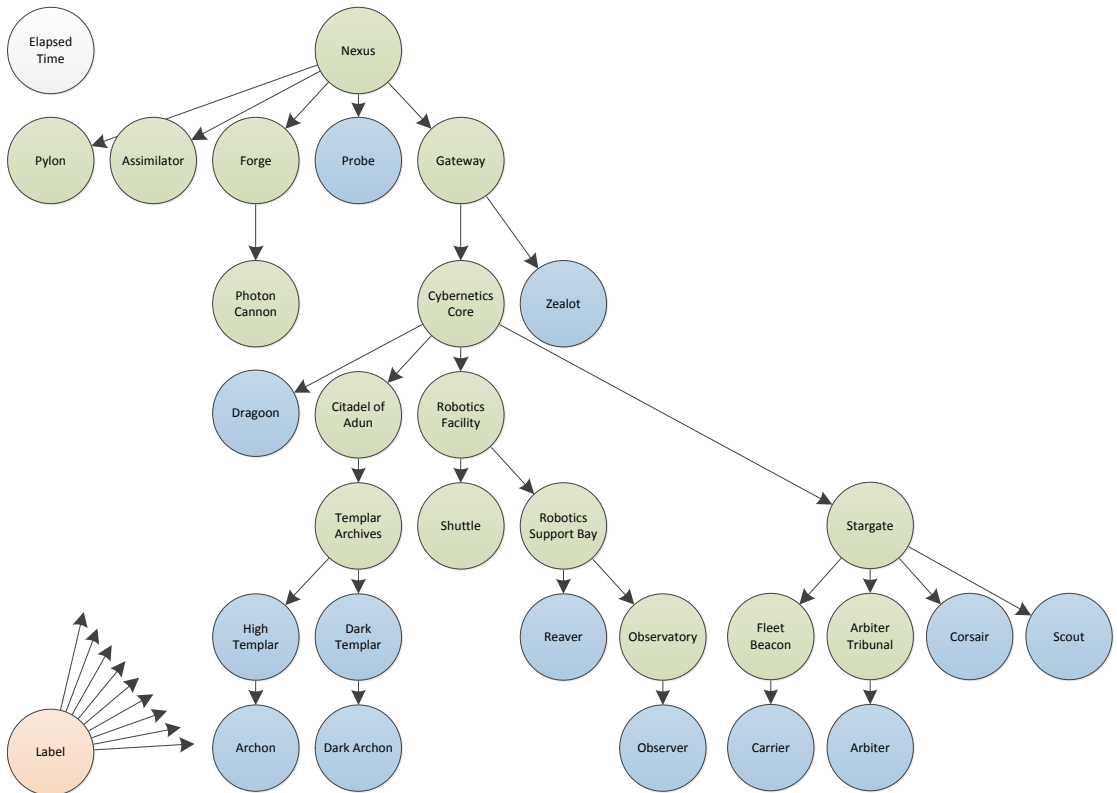 Elapsed
Time
Nexus
Pylon
Assimilator
Forge
Probe
Gateway
Photon
Cannon
Cybernetics
Core
Zealot
Dragoon
Citadel of
Adun
Robotics
Facility
Templar
Archives
Shuttle
Robotics
Support Bay
Stargate
High
Templar
Dark
Templar
Reaver
Observatory
Fleet
Beacon
Arbiter
Tribunal
Corsair
Scout
Label
Archon
Dark Archon
Observer
Carrier
Arbiter